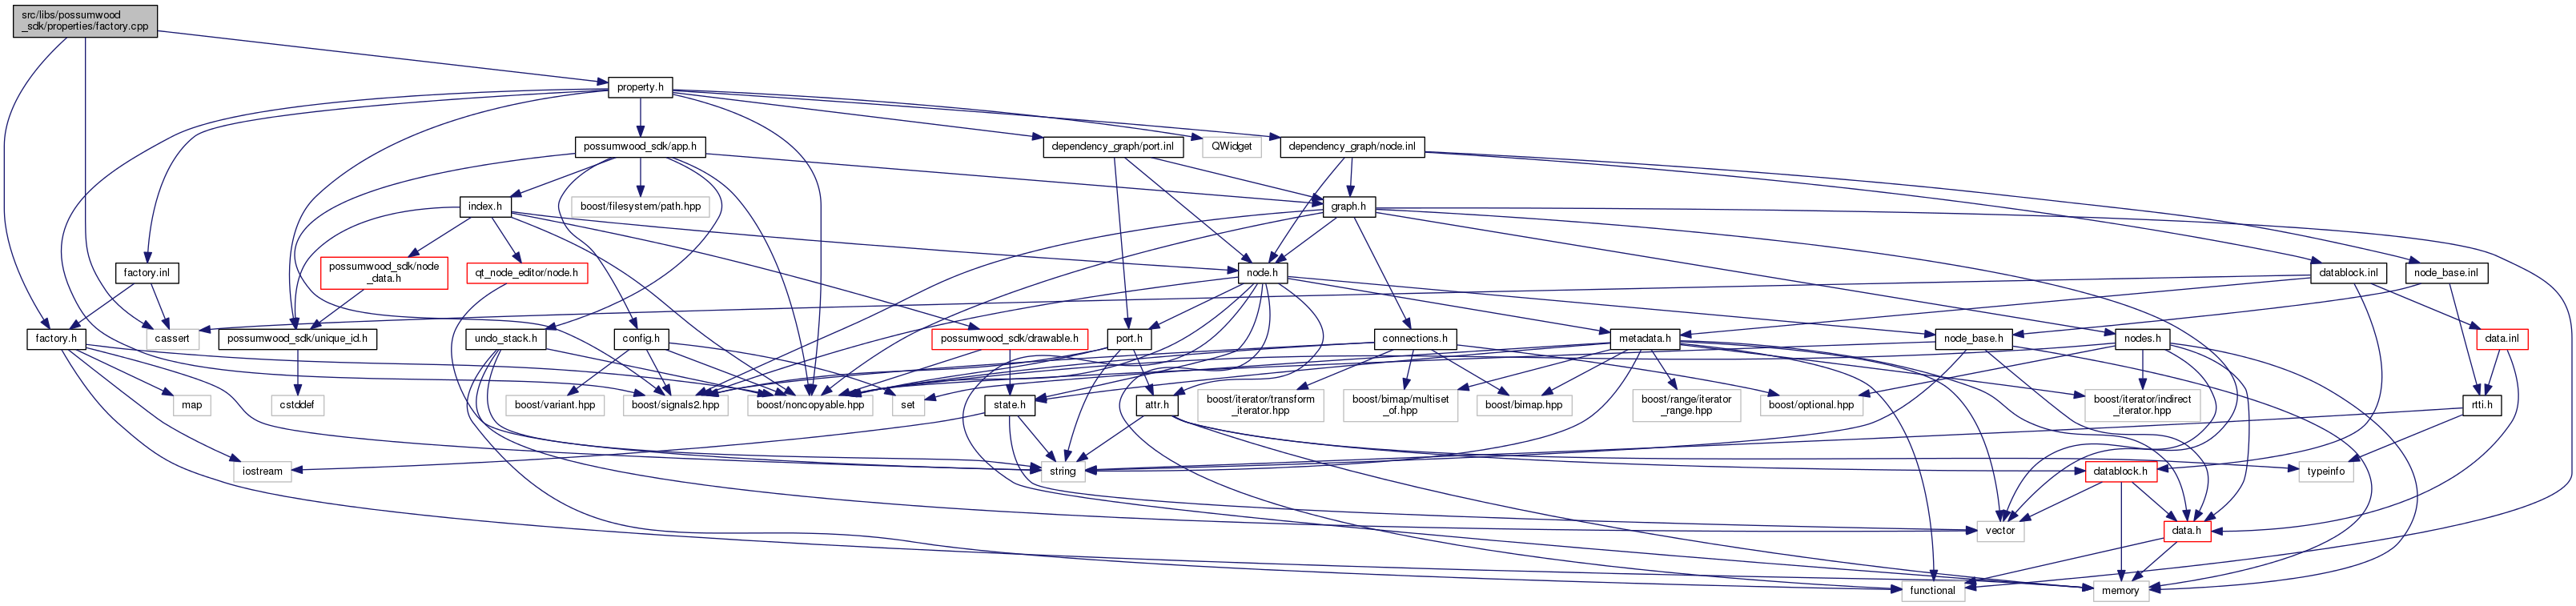 src/libs/possumwood
_sdk/properties/factory.cpp
property.h
possumwood_sdk/app.h
dependency_graph/port.inl
QWidget
dependency_graph/node.inl
index.h
boost/filesystem/path.hpp
graph.h
factory.inl
possumwood_sdk/node
_data.h
qt_node_editor/node.h
node.h
datablock.inl
node_base.inl
factory.h
cassert
possumwood_sdk/unique_id.h
undo_stack.h
config.h
possumwood_sdk/drawable.h
port.h
connections.h
metadata.h
node_base.h
nodes.h
data.inl
map
cstddef
boost/variant.hpp
boost/signals2.hpp
boost/noncopyable.hpp
set
state.h
attr.h
boost/iterator/transform
_iterator.hpp
boost/bimap/multiset
_of.hpp
boost/bimap.hpp
boost/range/iterator
_range.hpp
boost/optional.hpp
boost/iterator/indirect
_iterator.hpp
rtti.h
iostream
string
datablock.h
typeinfo
vector
data.h
functional
memory